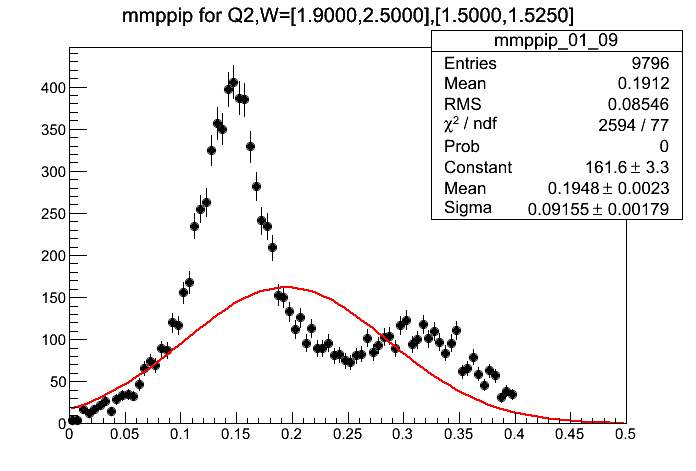 mmppip for Q2,W=[1.9000,2.5000],[1.5000,1.5250]
mmppip_01_09
Entries 9796
Mean 0.1912
RMS 0.08546
χ² / ndf 2594 / 77
Prob 0
Constant 161.6 ± 3.3
Mean 0.1948 ± 0.0023
Sigma 0.09155 ± 0.00179
400
350
300
250
200
150
100
50
0
0 0.05 0.1 0.15 0.2 0.25 0.3 0.35 0.4 0.45 0.5